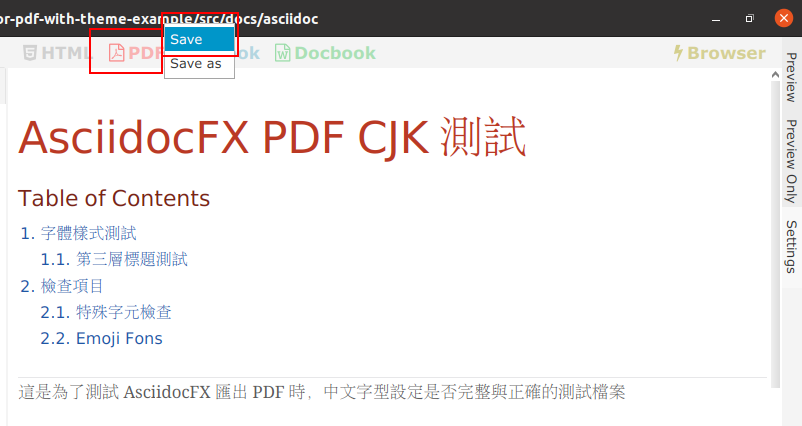 or-pdf-with-theme-example/src/docs/asciidoc
HTML PDF ok Docbook Browser
Save
Save as
Preview
Preview Only
Settings
AsciidocFX PDF CJK 測試
Table of Contents
1. 字體樣式測試
1.1. 第三層標題測試
2. 檢查項目
2.1. 特殊字元檢查
2.2. Emoji Fons
這是為了測試 AsciidocFX 匯出 PDF 時，中文字型設定是否完整與正確的測試檔案